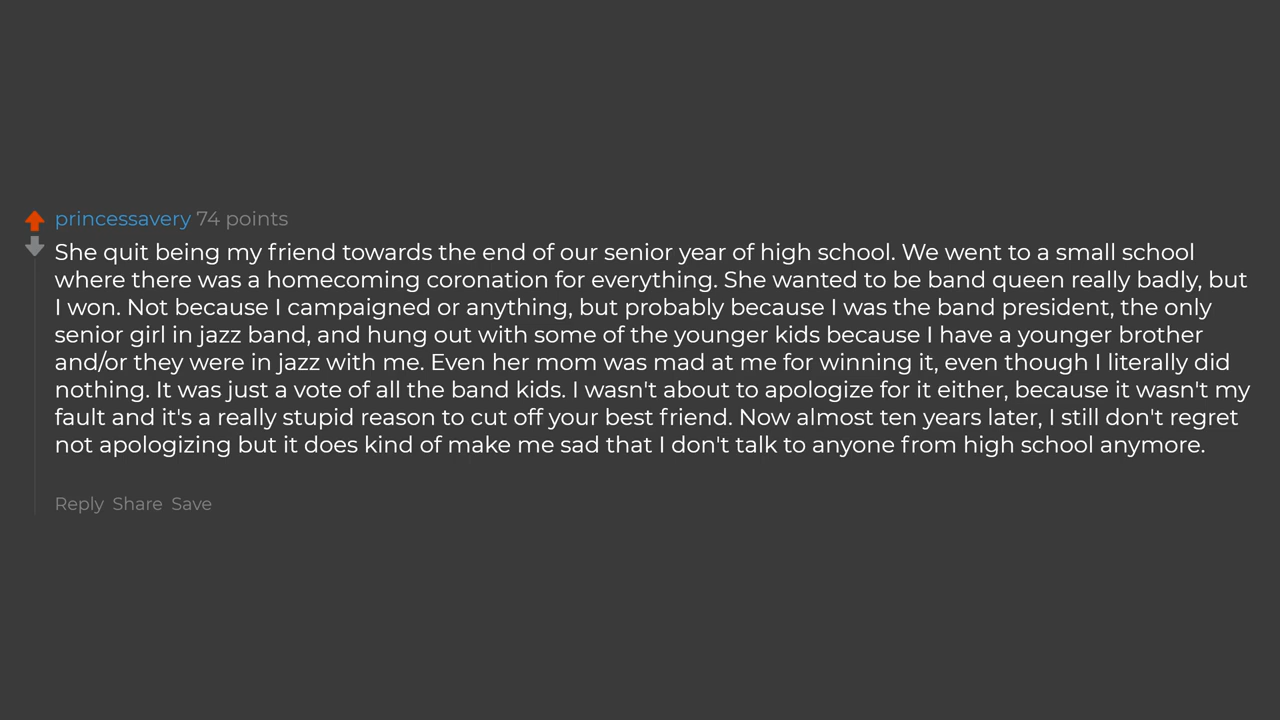 princessavery 74 points
She quit being my friend towards the end of our senior year of high school. We went to a small school
where there was a homecoming coronation for everything. She wanted to be band queen really badly, but
I won. Not because I campaigned or anything, but probably because I was the band president, the only
senior girl in jazz band, and hung out with some of the younger kids because I have a younger brother
and/or they were in jazz with me. Even her mom was mad at me for winning it, even though I literally did
nothing. It was just a vote of all the band kids. I wasn't about to apologize for it either, because it wasn't my
fault and it's a really stupid reason to cut off your best friend. Now almost ten years later, I still don't regret
not apologizing but it does kind of make me sad that I don't talk to anyone from high school anymore.
Reply Share Save